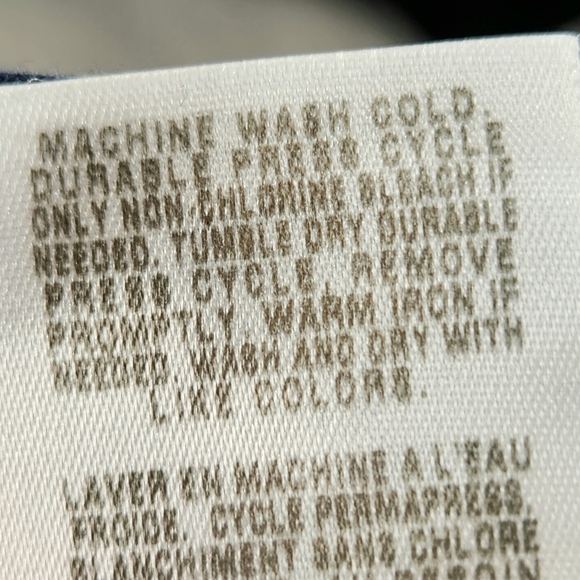 MACHINE WASH COLD,
DURABLE PRESS CYCLE
ONLY NON-CHLORINE BLEACH IF
NEEDED. TUMBLE DRY DURABLE
PRESS CYCLE, REMOVE
PROMPTLY. WARM IRON IF
NEEDED. WASH AND DRY WITH
LIKE COLORS.
LAVER EN MACHINE A L'EAU
FROIDE. CYCLE PERMAPRESS.
BLANCHIMENT SANS CHLORE
BESOIN